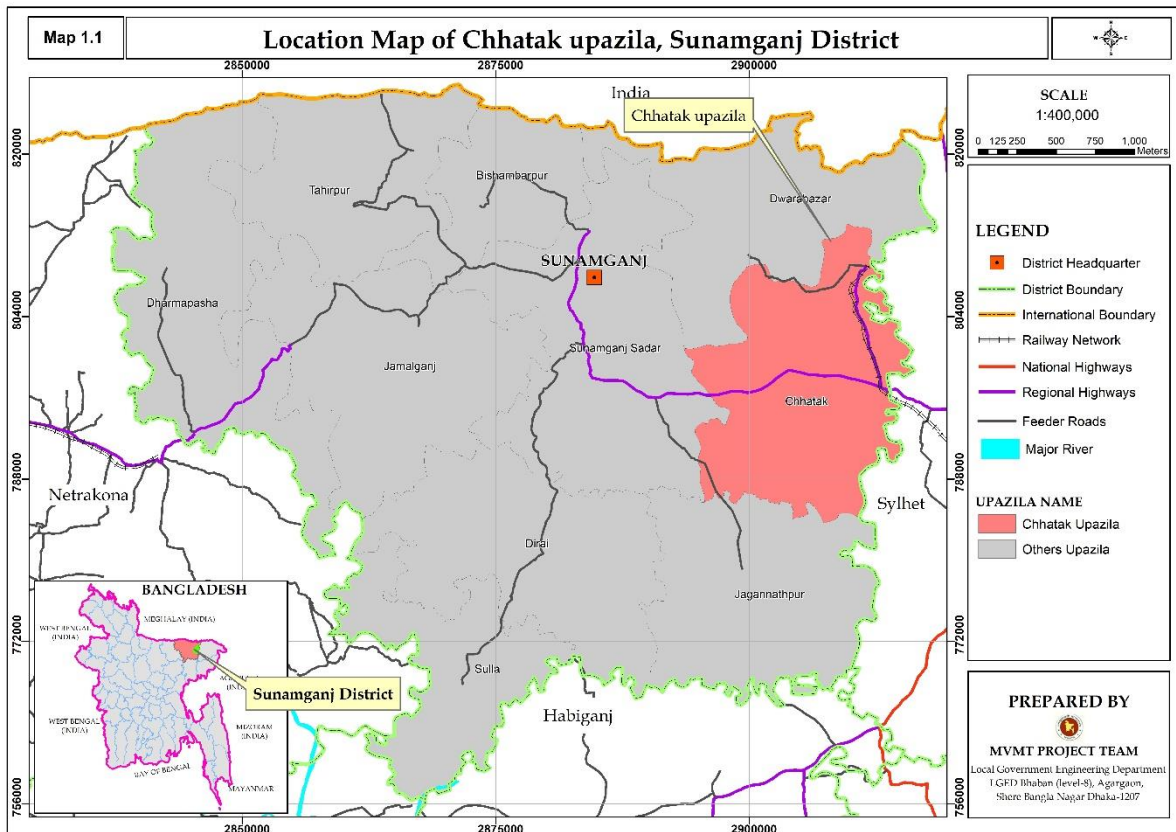 Map 1.1
Location Map of Chhatak upazila, Sunamganj District
N
W
E
S
2850000
2875000
2900000
India
Chhatak upazila
820000
820000
Tahirpur
Bishambarpur
Dwarabazar
SUNAMGANJ
Dharmapasha
804000
804000
Sunamganj Sadar
Jamalganj
Chhatak
788000
788000
Netrakona
Sylhet
Dirai
Jagannathpur
772000
772000
Sulla
Habiganj
756000
756000
2850000
2875000
2900000
BANGLADESH
MEGHALAY (INDIA)
WEST BENGAL
(INDIA)
(INDIA)
Sunamganj District
WEST BENGAL
(INDIA)
MIZORAM
(INDIA)
BAY OF BENGAL
MAYANMAR
SCALE
1:400,000
0 125 250 500 750 1,000
Meters
LEGEND
District Headquarter
District Boundary
International Boundary
Railway Network
National Highways
Regional Highways
Feeder Roads
Major River
UPAZILA NAME
Chhatak Upazila
Others Upazila
PREPARED BY
MVMT PROJECT TEAM
Local Government Engineering Department
LGED Bhaban (level-8), Agargaon,
Shere Bangla Nagar Dhaka-1207